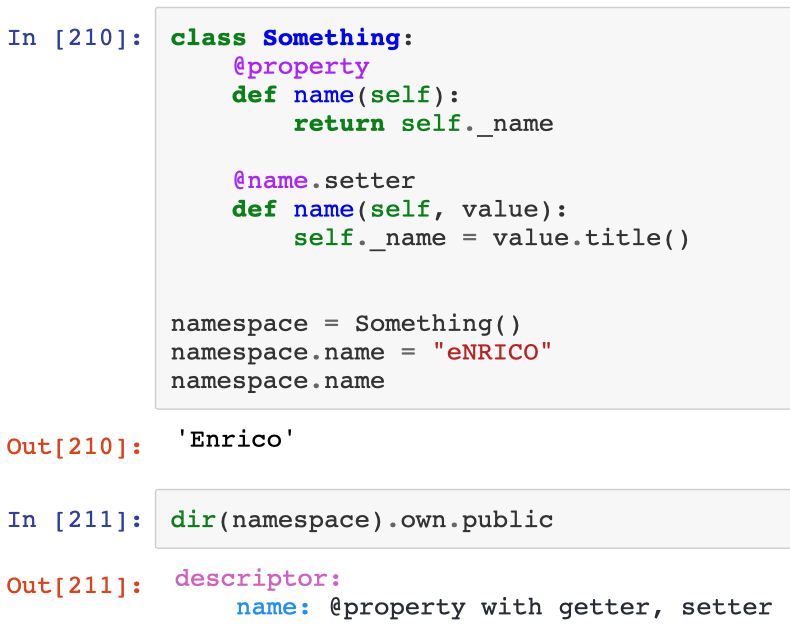 In [210]: class Something:
    @property
    def name(self):
        return self._name

    @name.setter
    def name(self, value):
        self._name = value.title()


namespace = Something()
namespace.name = "eNRICO"
namespace.name
Out[210]: 'Enrico'
In [211]: dir(namespace).own.public
Out[211]: descriptor:
    name: @property with getter, setter